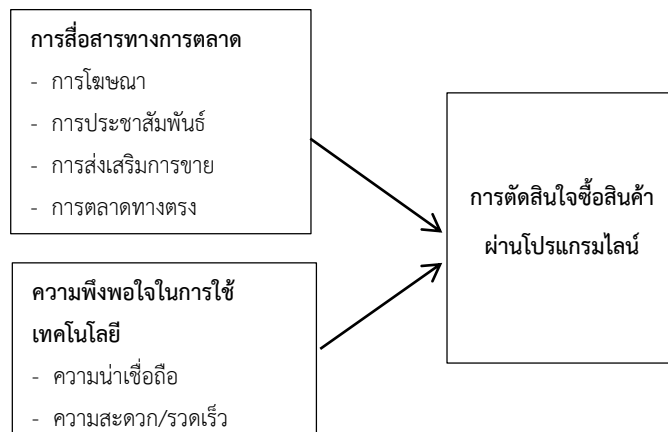 การสื่อสารทางการตลาด
- การโฆษณา
- การประชาสัมพันธ์
- การส่งเสริมการขาย
- การตลาดทางตรง
การตัดสินใจซื้อสินค้า
ผ่านโปรแกรมไลน์
ความพึงพอใจในการใช้
เทคโนโลยี
- ความน่าเชื่อถือ
- ความสะดวก/รวดเร็ว